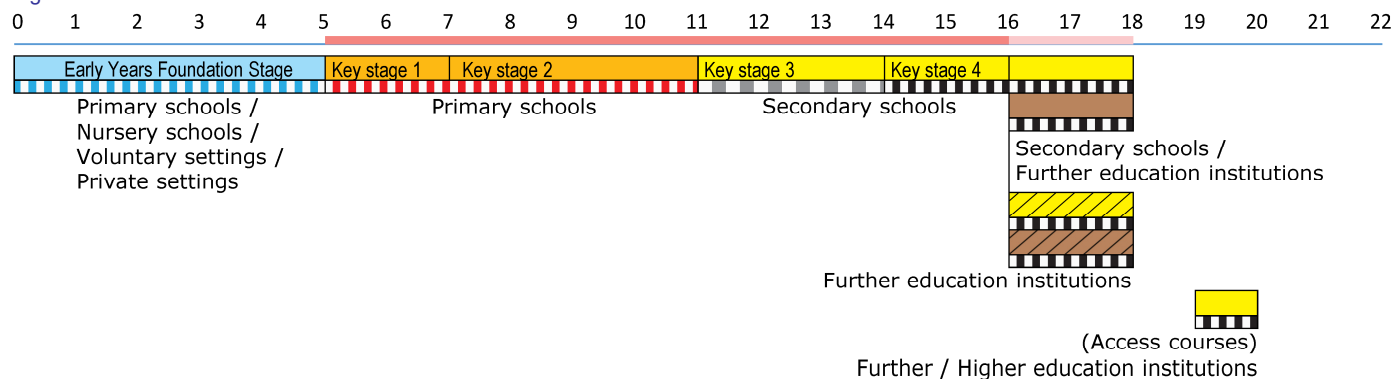 0 1 2 3 4 5 6 7 8 9 10 11 12 13 14 15 16 17 18 19 20 21 22
Early Years Foundation Stage Key stage 1 Key stage 2 Key stage 3 Key stage 4
Primary schools /
Nursery schools /
Voluntary settings /
Private settings
Primary schools
Secondary schools
Secondary schools /
Further education institutions
Further education institutions
(Access courses)
Further / Higher education institutions